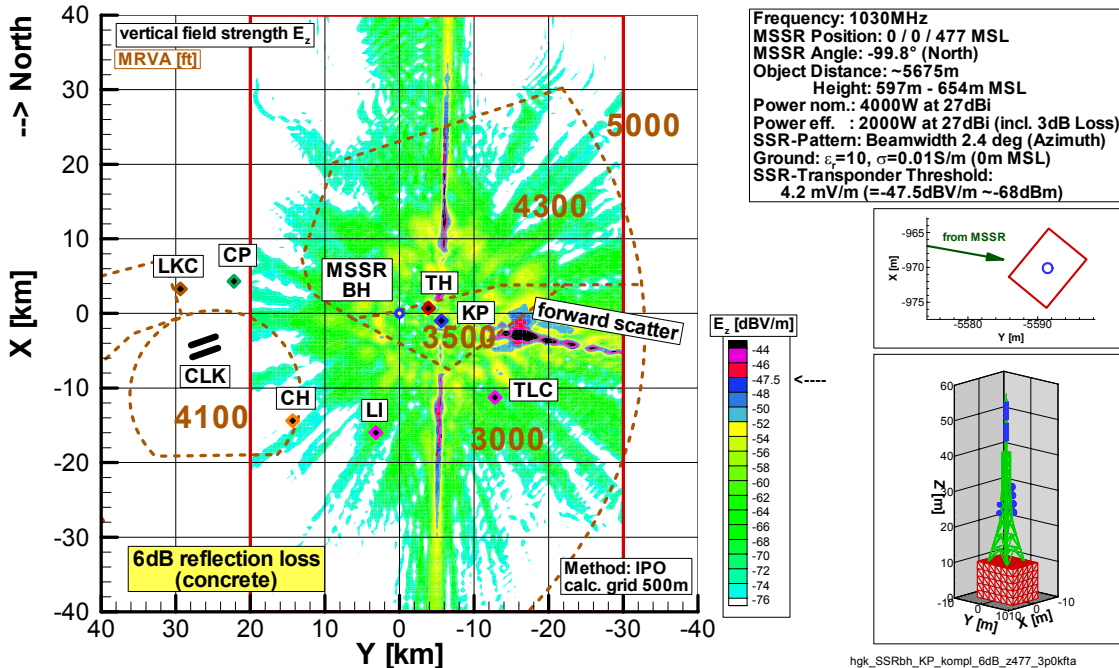 vertical field strength Ez
MRVA [ft]
--> North
X [km]
40
30
20
10
0
-10
-20
-30
-40
40
30
20
10
0
-10
-20
-30
-40
Y [km]
5000
4300
3500
4100
3000
LKC
CP
MSSR
BH
TH
KP
forward scatter
CLK
CH
LI
TLC
6dB reflection loss
(concrete)
Method: IPO
calc. grid 500m
Ez [dBV/m]
-44
-46
-47.5
<----
-50
-52
-54
-56
-58
-60
-62
-64
-66
-68
-70
-72
-74
-76
Frequency: 1030MHz
MSSR Position: 0 / 0 / 477 MSL
MSSR Angle: -99.8° (North)
Object Distance: ~5675m
Height: 597m - 654m MSL
Power nom.: 4000W at 27dBi
Power eff. : 2000W at 27dBi (incl. 3dB Loss)
SSR-Pattern: Beamwidth 2.4 deg (Azimuth)
Ground: εr=10, σ=0.01S/m (0m MSL)
SSR-Transponder Threshold:
4.2 mV/m (=-47.5dBV/m ~-68dBm)
from MSSR
X [m]
-965
-970
-975
-5580
-5590
Y [m]
Z [m]
60
50
40
30
20
10
0
-10
0
10
10
0
-10
Y [m]
X [m]
hgk_SSRbh_KP_kompl_6dB_z477_3p0kfta